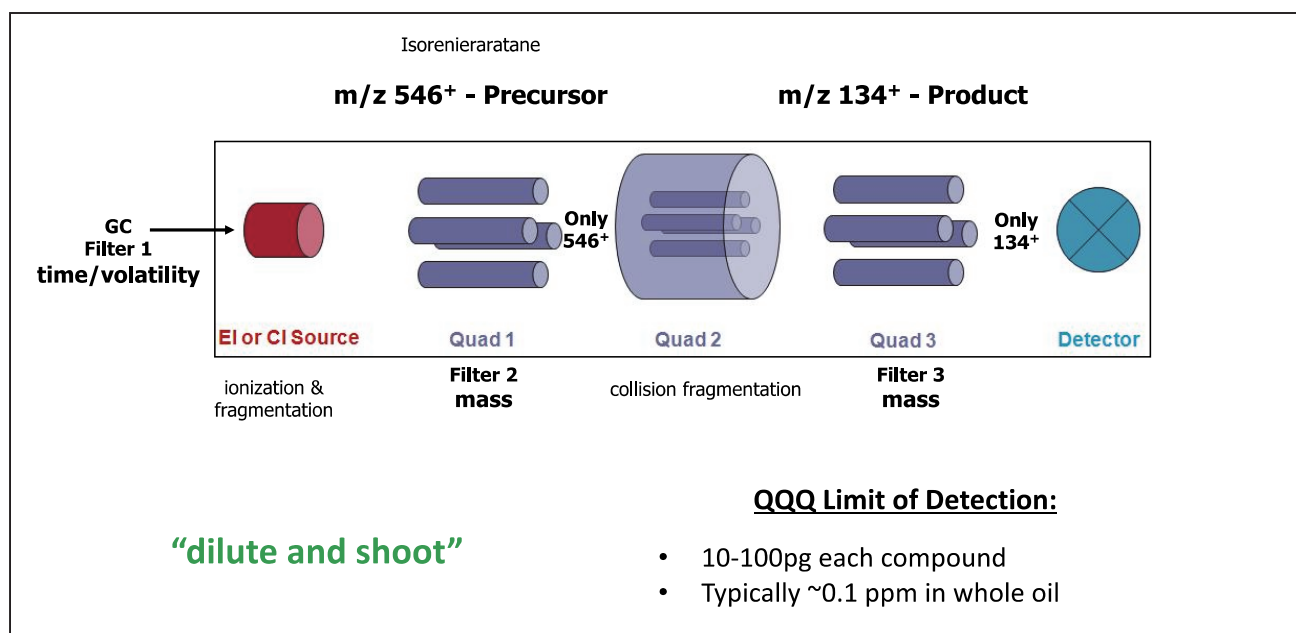 Isorenieraratane
m/z 546⁺ - Precursor
m/z 134⁺ - Product
GC
Filter 1
time/volatility
Only
546⁺
Only
134⁺
EI or CI Source
Quad 1
Quad 2
Quad 3
Detector
ionization &
fragmentation
Filter 2
mass
collision fragmentation
Filter 3
mass
“dilute and shoot”
QQQ Limit of Detection:
• 10-100pg each compound
• Typically ~0.1 ppm in whole oil